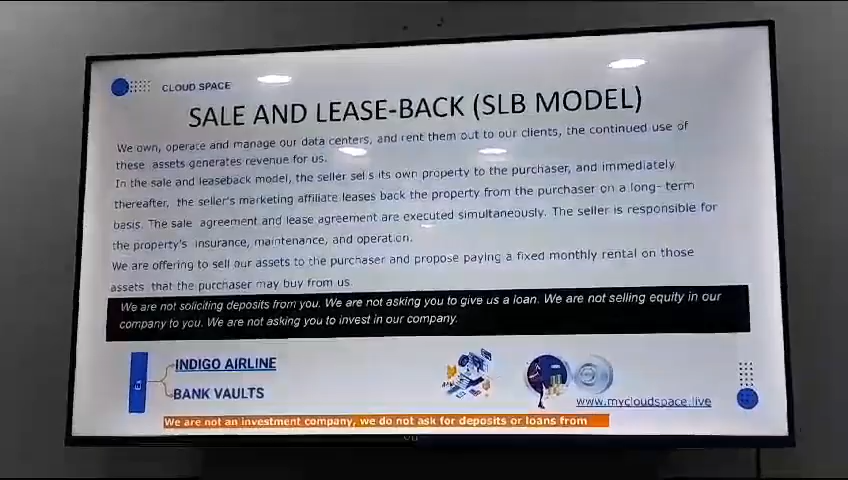 CLOUD SPACE
SALE AND LEASE-BACK (SLB MODEL)
We own, operate and manage our data centers, and rent them out to our clients, the continued use of
these assets generates revenue for us.
In the sale and leaseback model, the seller sells its own property to the purchaser, and immediately
thereafter, the seller's marketing affiliate leases back the property from the purchaser on a long- term
basis. The sale agreement and lease agreement are executed simultaneously. The seller is responsible for
the property's insurance, maintenance, and operation.
We are offering to sell our assets to the purchaser and propose paying a fixed monthly rental on those
assets that the purchaser may buy from us.
We are not soliciting deposits from you. We are not asking you to give us a loan. We are not selling equity in our
company to you. We are not asking you to invest in our company.
Ex
INDIGO AIRLINE
BANK VAULTS
www.mycloudspace.live
We are not an investment company, we do not ask for deposits or loans from